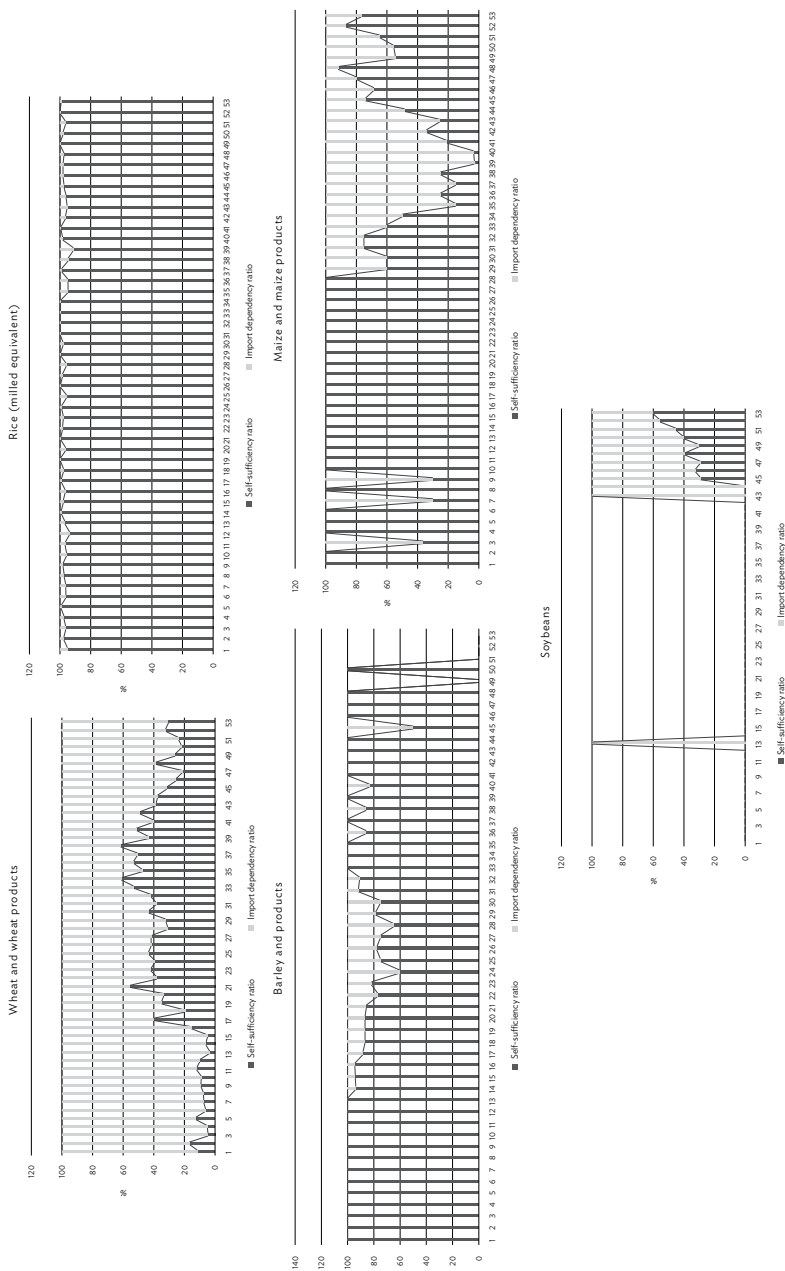 Wheat and wheat products
120
100
80
60
%
40
20
0
1 3 5 7 9 11 13 15 17 19 21 23 25 27 29 31 33 35 37 39 41 43 45 47 49 51 53
Self-sufficiency ratio Import dependency ratio
Rice (milled equivalent)
120
100
80
60
%
40
20
0
1 2 3 4 5 6 7 8 9 10 11 12 13 14 15 16 17 18 19 20 21 22 23 24 25 26 27 28 29 30 31 32 33 34 35 36 37 38 39 40 41 42 43 44 45 46 47 48 49 50 51 52 53
Self-sufficiency ratio Import dependency ratio
Barley and products
140
120
100
80
60
40
20
0
1 2 3 4 5 6 7 8 9 10 11 12 13 14 15 16 17 18 19 20 21 22 23 24 25 26 27 28 29 30 31 32 33 34 35 36 37 38 39 40 41 42 43 44 45 46 47 48 49 50 51 52 53
Self-sufficiency ratio Import dependency ratio
Maize and maize products
120
100
80
60
%
40
20
0
1 2 3 4 5 6 7 8 9 10 11 12 13 14 15 16 17 18 19 20 21 22 23 24 25 26 27 28 29 30 31 32 33 34 35 36 37 38 39 40 41 42 43 44 45 46 47 48 49 50 51 52 53
Self-sufficiency ratio Import dependency ratio
Soybeans
120
100
80
60
%
40
20
0
1 3 5 7 9 11 13 15 17 19 21 23 27 29 31 33 35 37 39 41 43 45 47 49 51 53
Self-sufficiency ratio Import dependency ratio